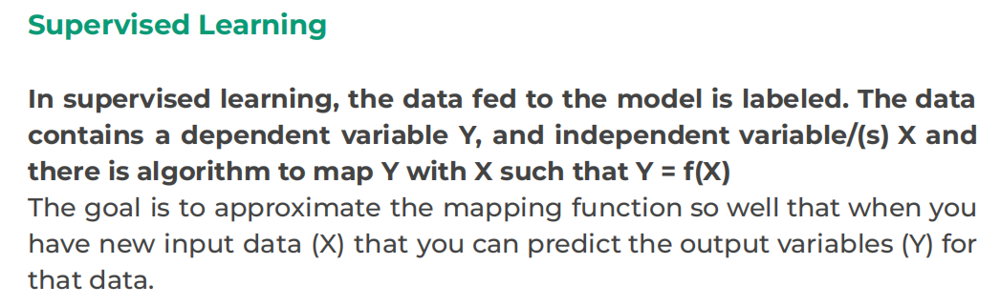 Supervised Learning
In supervised learning, the data fed to the model is labeled. The data
contains a dependent variable Y, and independent variable/(s) X and
there is algorithm to map Y with X such that Y = f(X)
The goal is to approximate the mapping function so well that when you
have new input data (X) that you can predict the output variables (Y) for
that data.